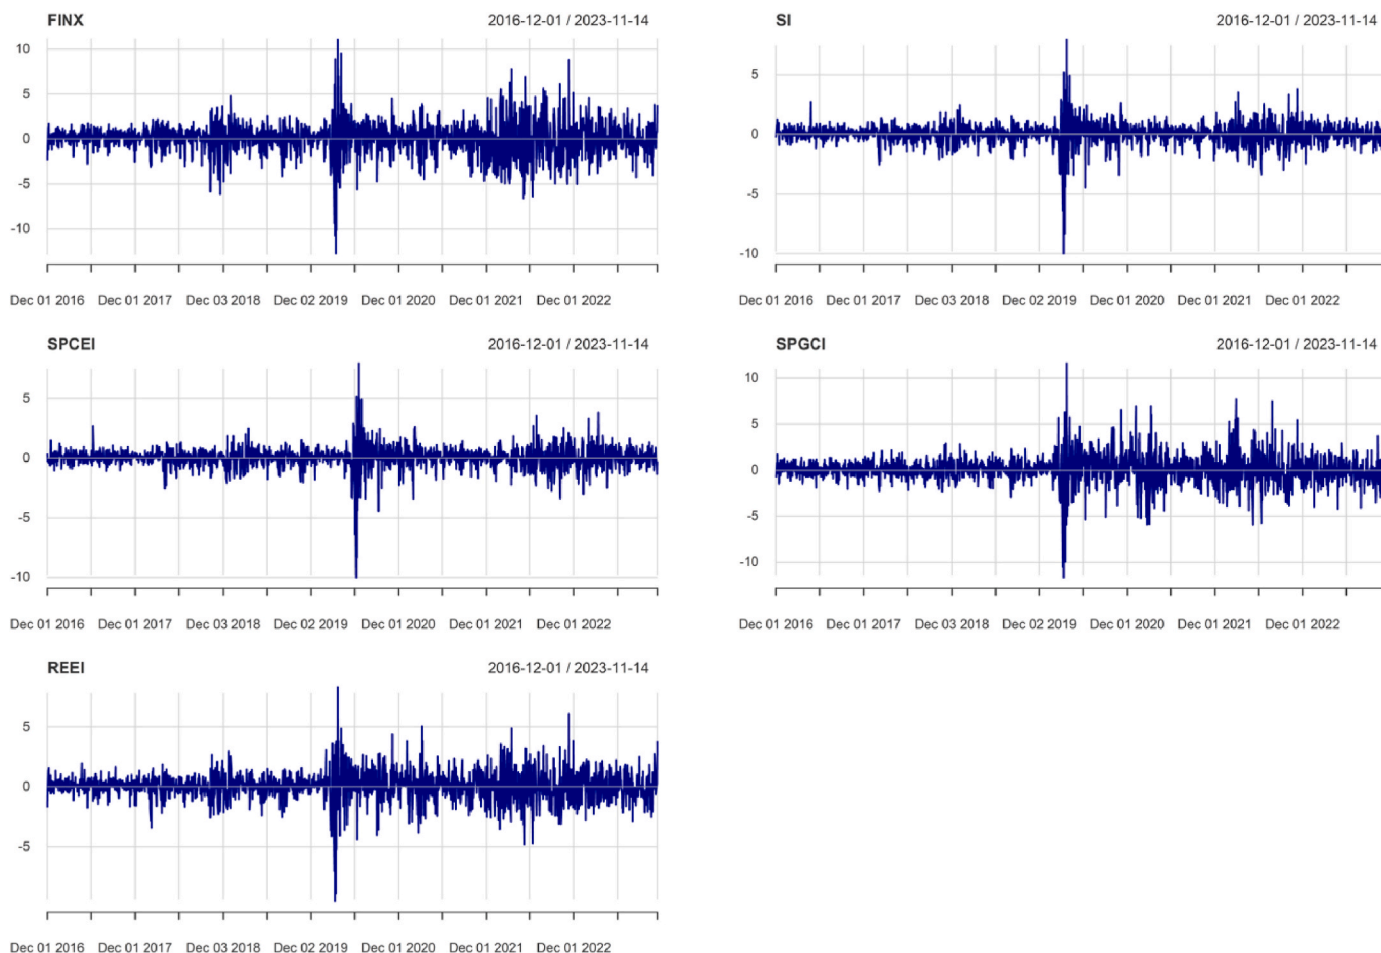 FINX 2016-12-01 / 2023-11-14
10
5
0
-5
-10
Dec 01 2016 Dec 01 2017 Dec 03 2018 Dec 02 2019 Dec 01 2020 Dec 01 2021 Dec 01 2022
SI 2016-12-01 / 2023-11-14
5
0
-5
-10
Dec 01 2016 Dec 01 2017 Dec 03 2018 Dec 02 2019 Dec 01 2020 Dec 01 2021 Dec 01 2022
SPCEI 2016-12-01 / 2023-11-14
5
0
-5
-10
Dec 01 2016 Dec 01 2017 Dec 03 2018 Dec 02 2019 Dec 01 2020 Dec 01 2021 Dec 01 2022
SPGCI 2016-12-01 / 2023-11-14
10
5
0
-5
-10
Dec 01 2016 Dec 01 2017 Dec 03 2018 Dec 02 2019 Dec 01 2020 Dec 01 2021 Dec 01 2022
REEI 2016-12-01 / 2023-11-14
5
0
-5
Dec 01 2016 Dec 01 2017 Dec 03 2018 Dec 02 2019 Dec 01 2020 Dec 01 2021 Dec 01 2022